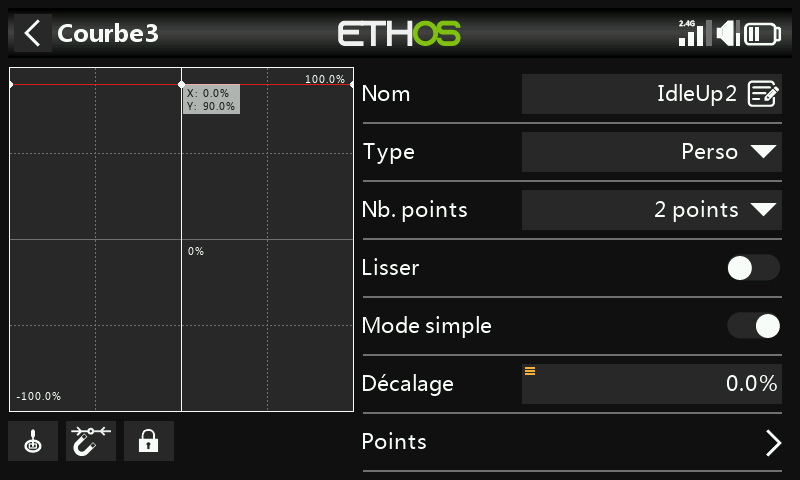 Courbe3
ETHOS
2.4G
100.0%
X: 0.0%
Y: 90.0%
0%
-100.0%
Nom
IdleUp2
Type
Perso
Nb. points
2 points
Lisser
Mode simple
Décalage
0.0%
Points